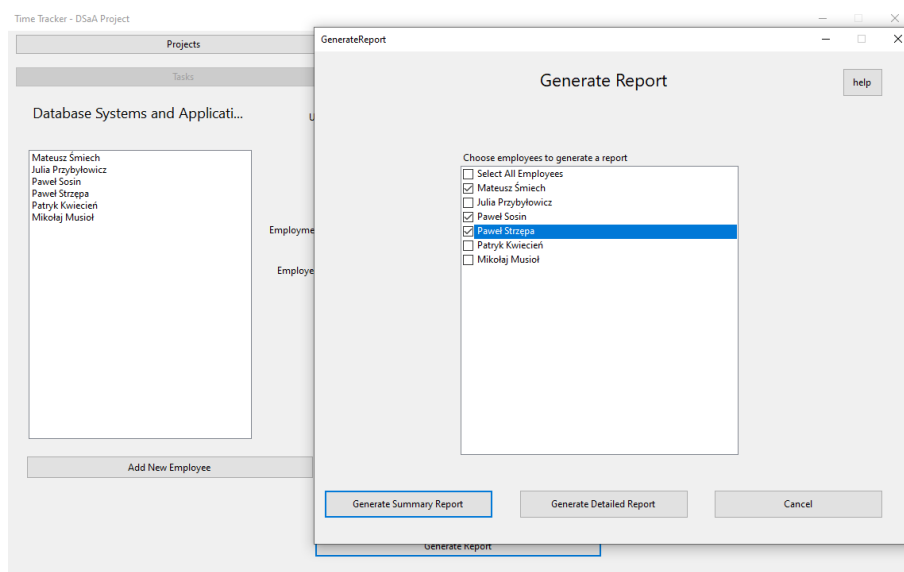 Time Tracker - DSaA Project
Projects
Tasks
Database Systems and Applicati...
U
Mateusz Śmiech
Julia Przybyłowicz
Paweł Sosin
Paweł Strzępa
Patryk Kwiecień
Mikołaj Musioł
Employme
Employe
Add New Employee
Generate Report
GenerateReport
Generate Report
help
Choose employees to generate a report
Select All Employees
Mateusz Śmiech
Julia Przybyłowicz
Paweł Sosin
Paweł Strzępa
Patryk Kwiecień
Mikołaj Musioł
Generate Summary Report
Generate Detailed Report
Cancel